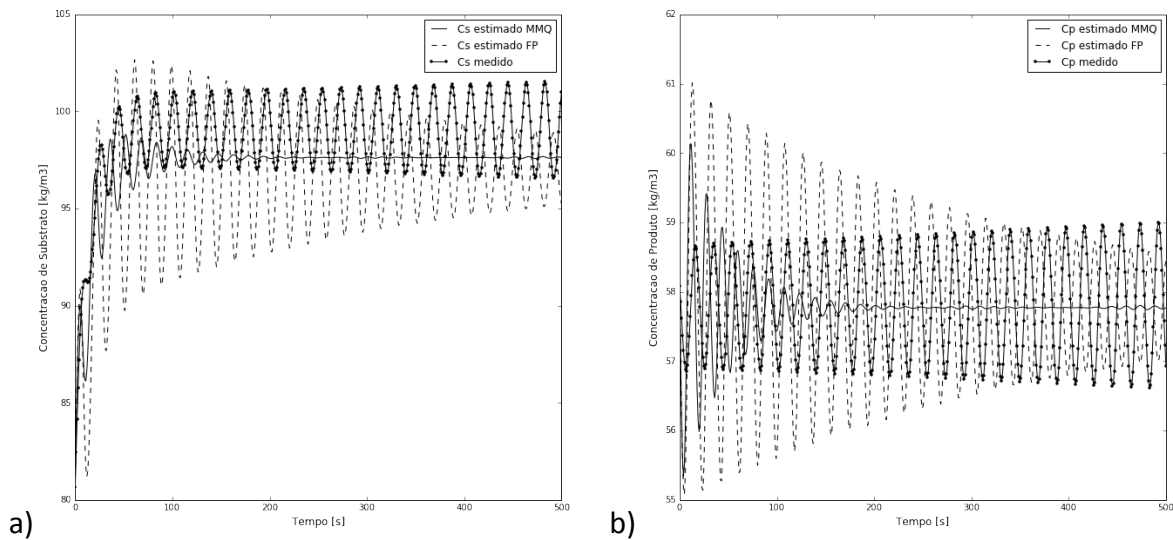 105
100
95
90
85
80
0
100
200
300
400
500
Concentracao de Substrato [kg/m3]
Tempo [s]
Cs estimado MMQ
Cs estimado FP
Cs medido
a)
62
61
60
59
58
57
56
55
0
100
200
300
400
500
Concentracao de Produto [kg/m3]
Tempo [s]
Cp estimado MMQ
Cp estimado FP
Cp medido
b)